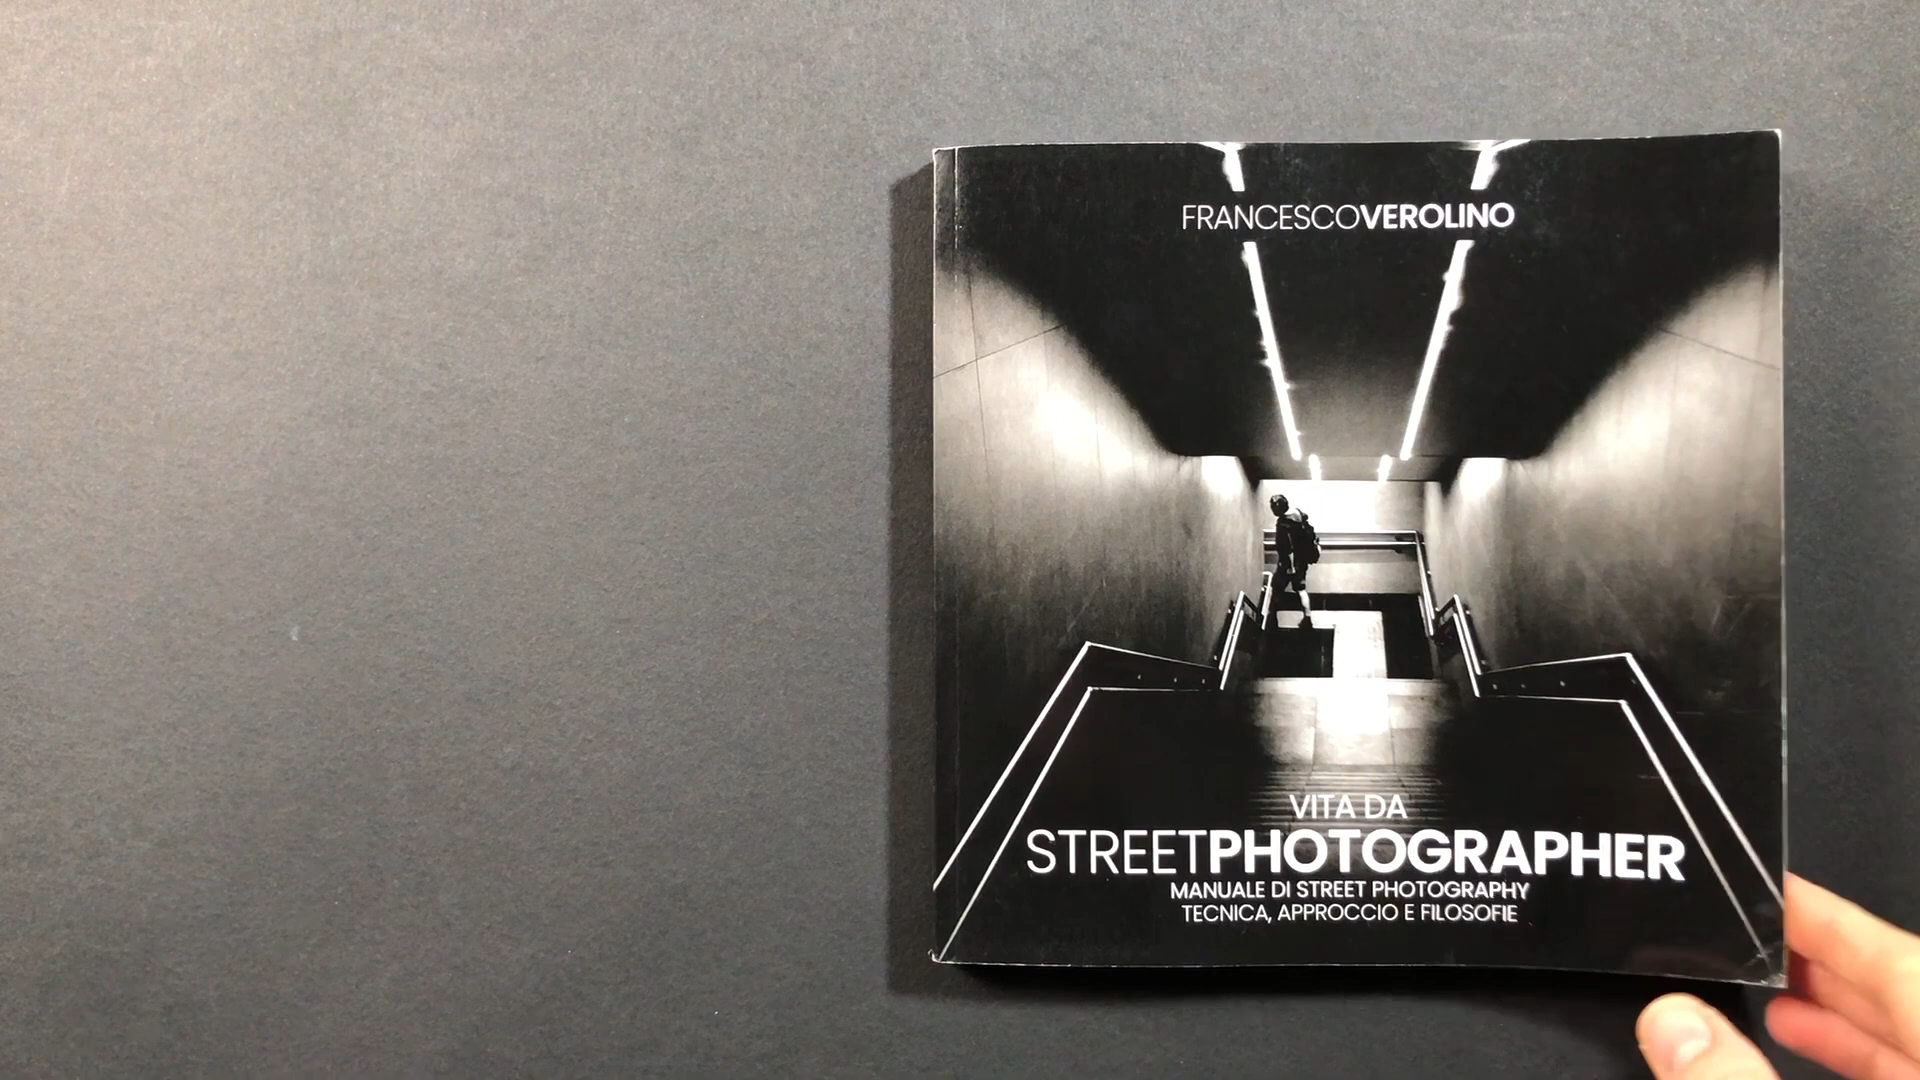 FRANCESCOVEROLINO
VITA DA
STREETPHOTOGRAPHER
MANUALE DI STREET PHOTOGRAPHY
TECNICA, APPROCCIO E FILOSOFIE